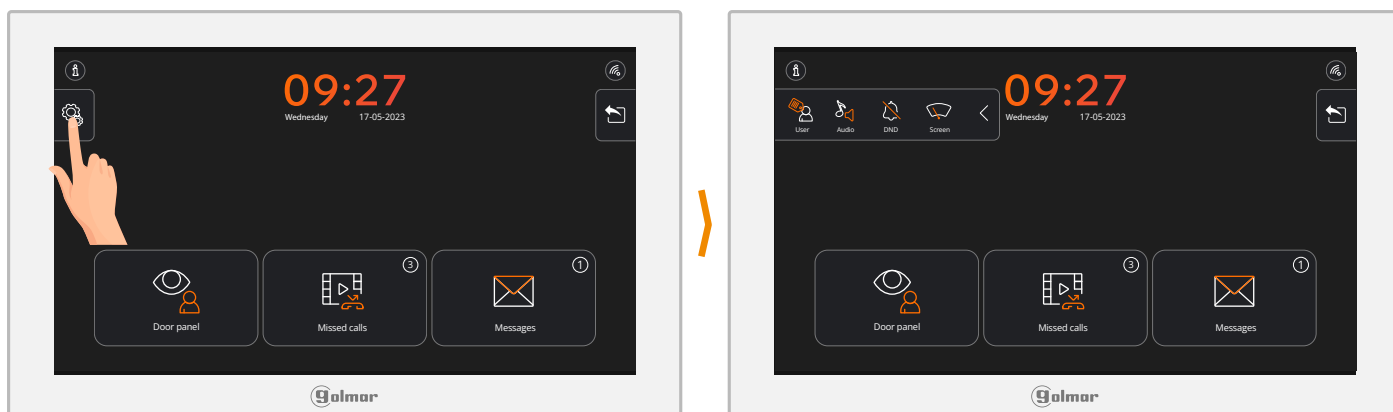 09:27
Wednesday 17-05-2023
3
1
Door panel
Missed calls
Messages
golmar
09:27
Wednesday 17-05-2023
User
Audio
DND
Screen
3
1
Door panel
Missed calls
Messages
golmar